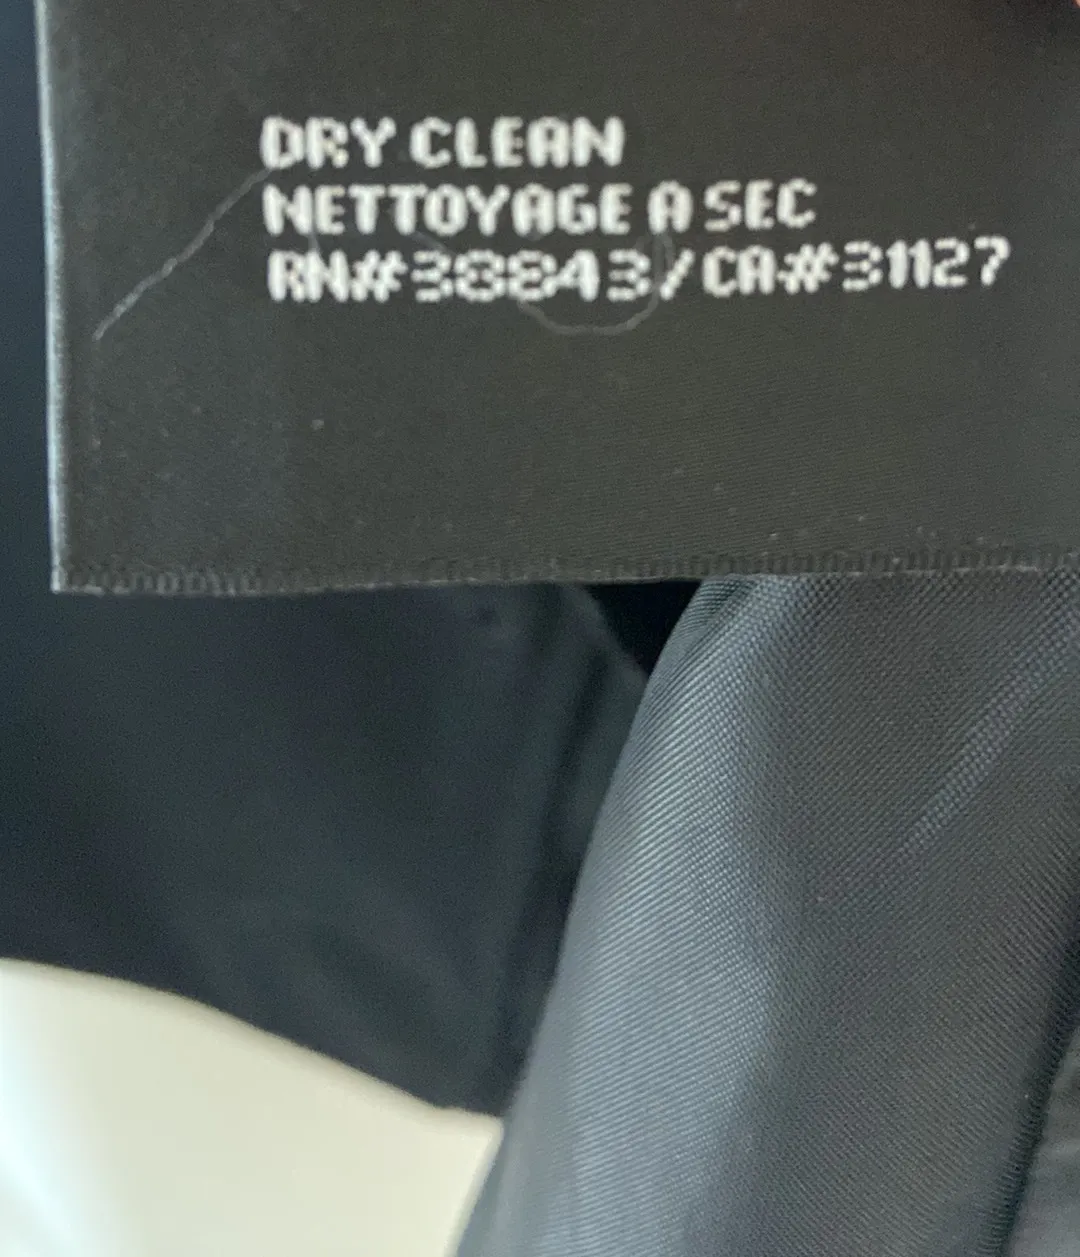 DRY CLEAN
NETTOYAGE A SEC
RN#38843/CA#31127